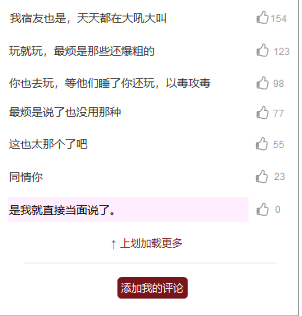 我宿友也是，天天都在大吼大叫 154
玩就玩，最烦是那些还爆粗的 123
你也去玩，等他们睡了你还玩，以毒攻毒 98
最烦是说了也没用那种 77
这也太那个了吧 55
同情你 23
是我就直接当面说了。 0
↑ 上划加载更多
添加我的评论